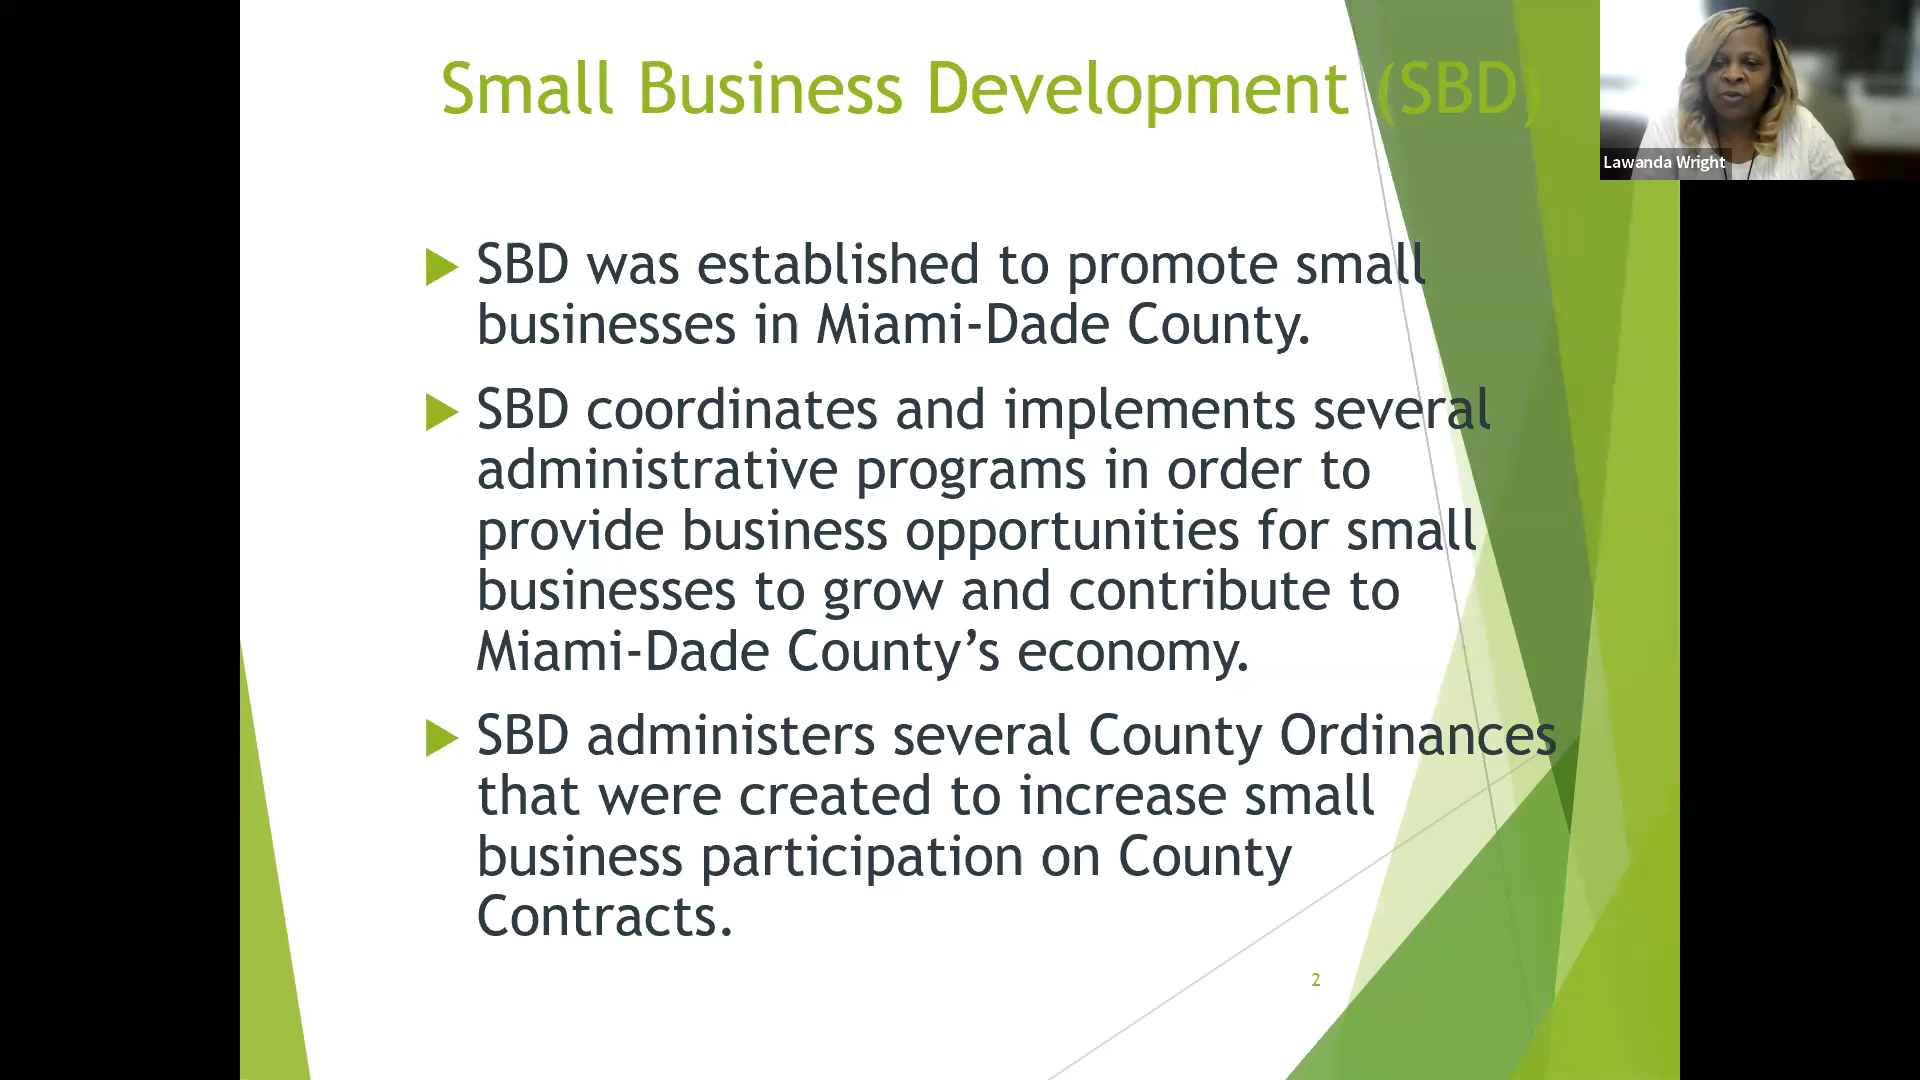 Small Business Development (SBD)
Lawanda Wright
SBD was established to promote small
businesses in Miami-Dade County.
SBD coordinates and implements several
administrative programs in order to
provide business opportunities for small
businesses to grow and contribute to
Miami-Dade County’s economy.
SBD administers several County Ordinances
that were created to increase small
business participation on County
Contracts.
2